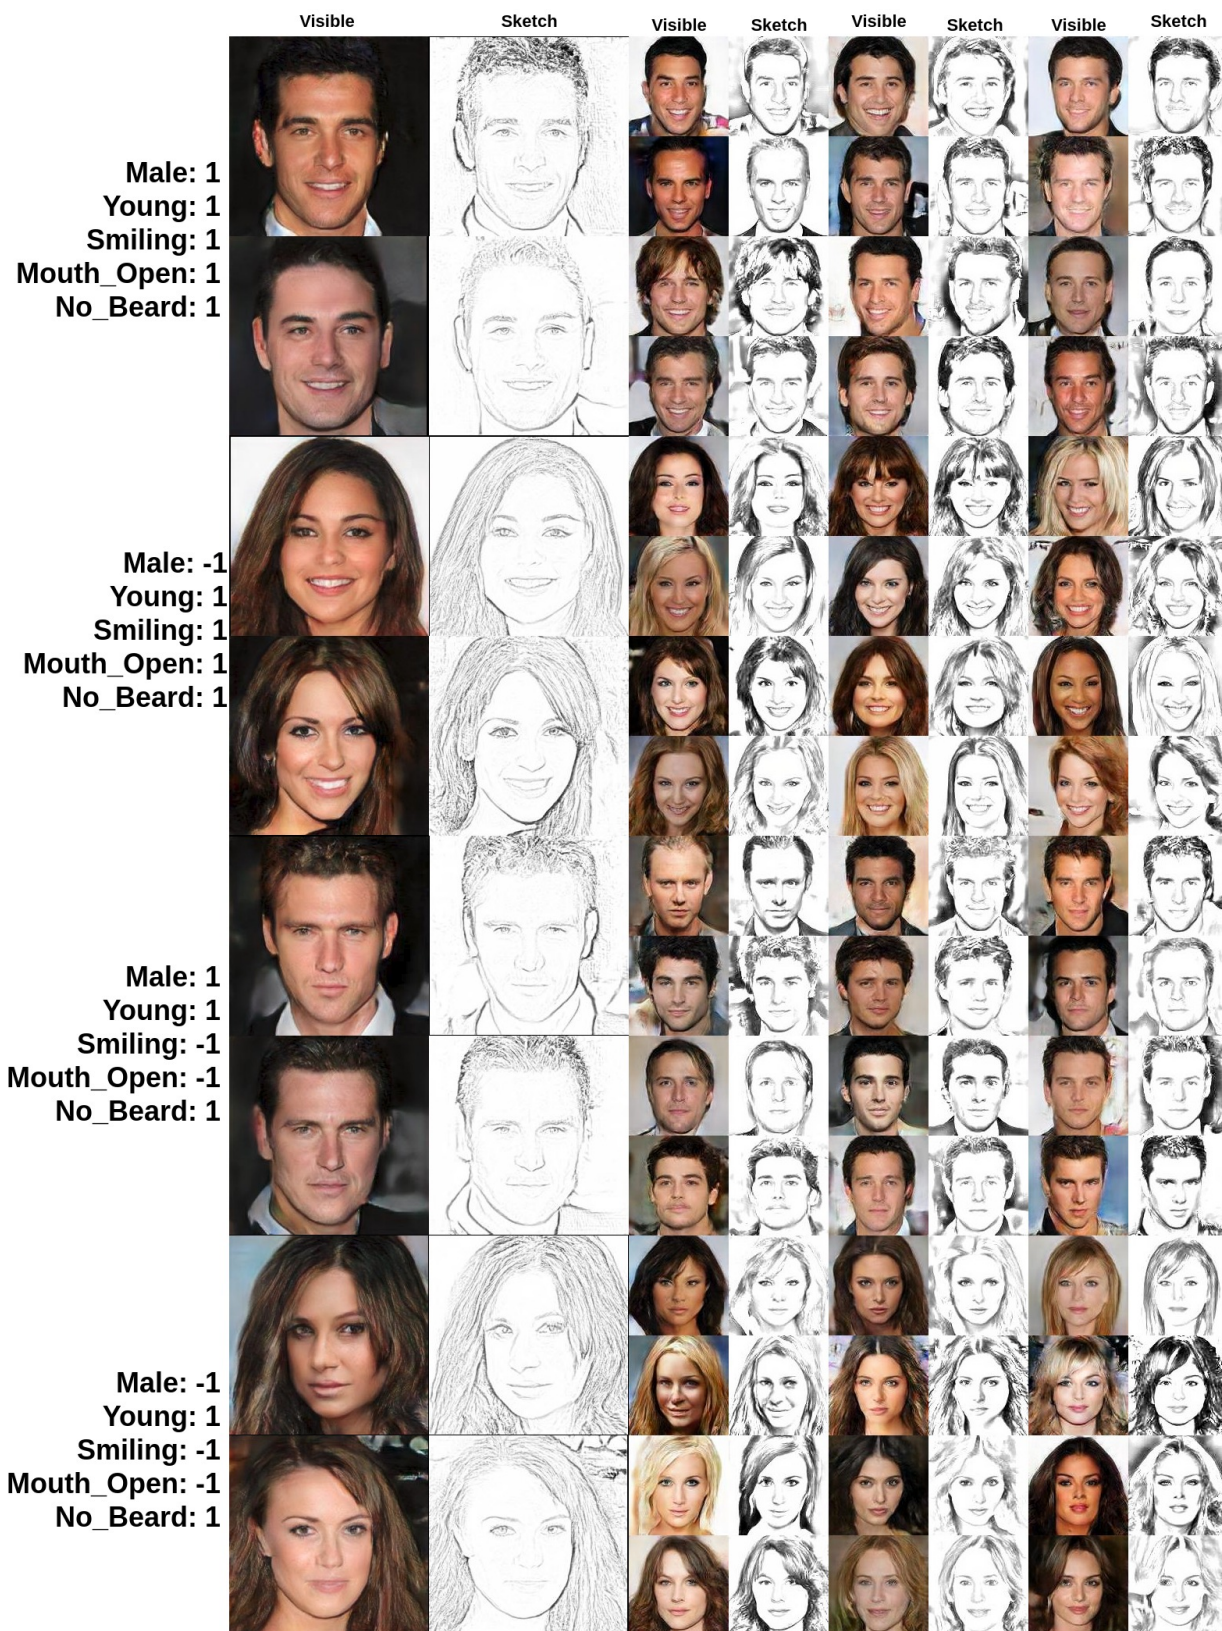 Visible Sketch Visible Sketch Visible Sketch Visible Sketch
Male: 1
Young: 1
Smiling: 1
Mouth_Open: 1
No_Beard: 1
Male: -1
Young: 1
Smiling: 1
Mouth_Open: 1
No_Beard: 1
Male: 1
Young: 1
Smiling: -1
Mouth_Open: -1
No_Beard: 1
Male: -1
Young: 1
Smiling: -1
Mouth_Open: -1
No_Beard: 1